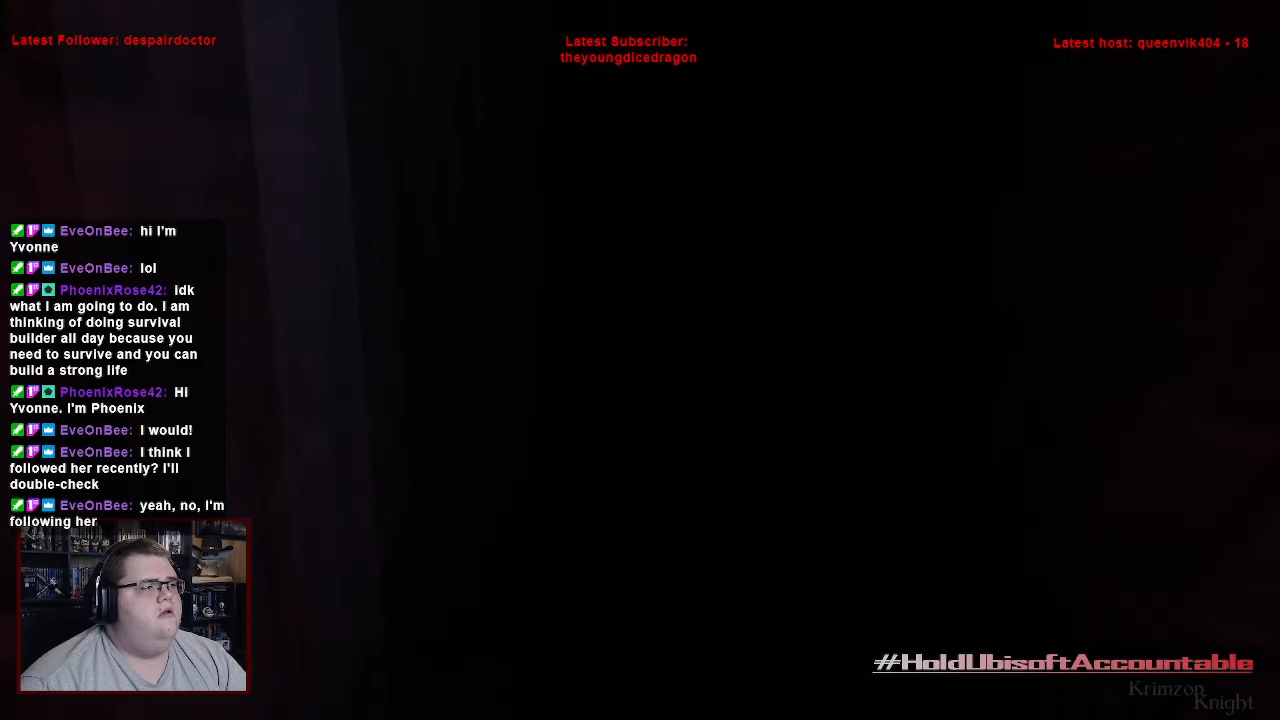 Latest Follower: despairdoctor
Latest Subscriber:
theyoungdicedragon
Latest host: queenvik404 - 18
EveOnBee: hi I'm
Yvonne
EveOnBee: lol
PhoenixRose42: idk
what I am going to do. I am
thinking of doing survival
builder all day because you
need to survive and you can
build a strong life
PhoenixRose42: Hi
Yvonne. I'm Phoenix
EveOnBee: I would!
EveOnBee: I think I
followed her recently? I'll
double-check
EveOnBee: yeah, no, I'm
following her
#HoldUbisoftAccountable
Krimzon
Knight